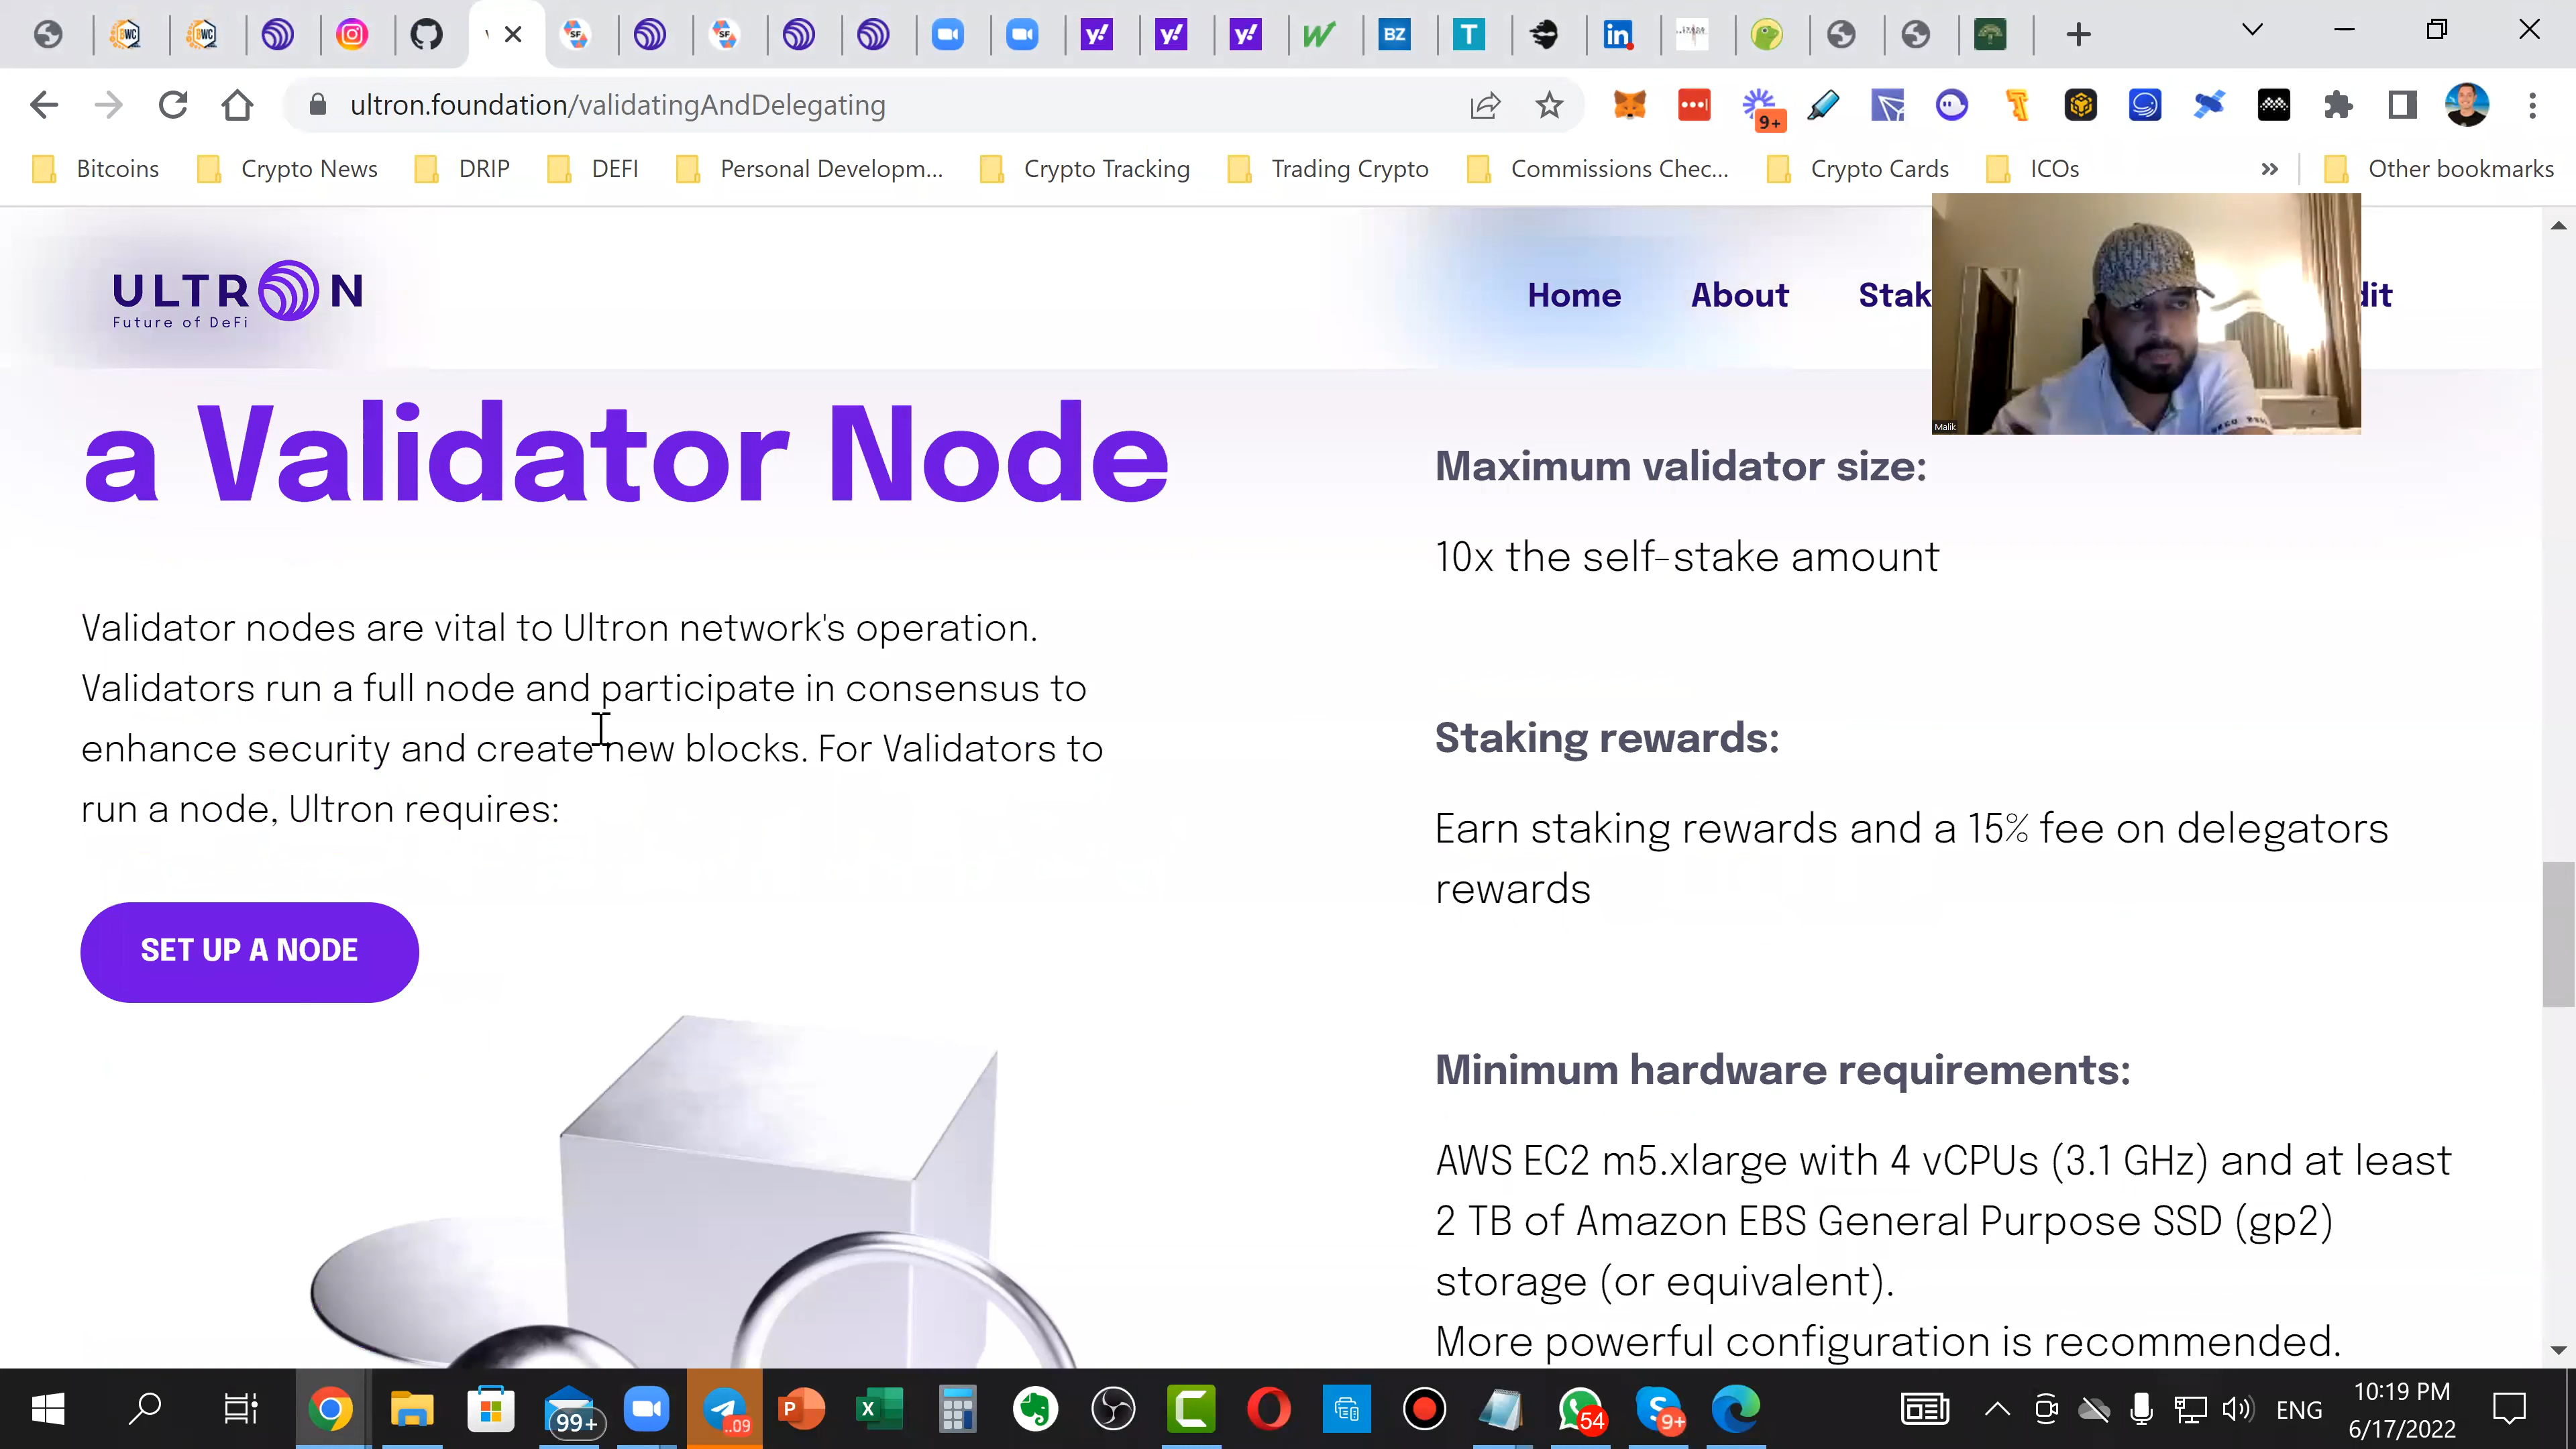 ultron.foundation/validatingAndDelegating
9+
Bitcoins
Crypto News
DRIP
DEFI
Personal Developm...
Crypto Tracking
Trading Crypto
Commissions Chec...
Crypto Cards
ICOs
»
Other bookmarks
ULTRON
Future of DeFi
Home
About
Stak
dit
Malik
a Validator Node
Validator nodes are vital to Ultron network's operation.
Validators run a full node and participate in consensus to
enhance security and create new blocks. For Validators to
run a node, Ultron requires:
SET UP A NODE
Maximum validator size:
10x the self-stake amount
Staking rewards:
Earn staking rewards and a 15% fee on delegators
rewards
Minimum hardware requirements:
AWS EC2 m5.xlarge with 4 vCPUs (3.1 GHz) and at least
2 TB of Amazon EBS General Purpose SSD (gp2)
storage (or equivalent).
More powerful configuration is recommended.
99+
..09
54
9+
ENG
10:19 PM
6/17/2022